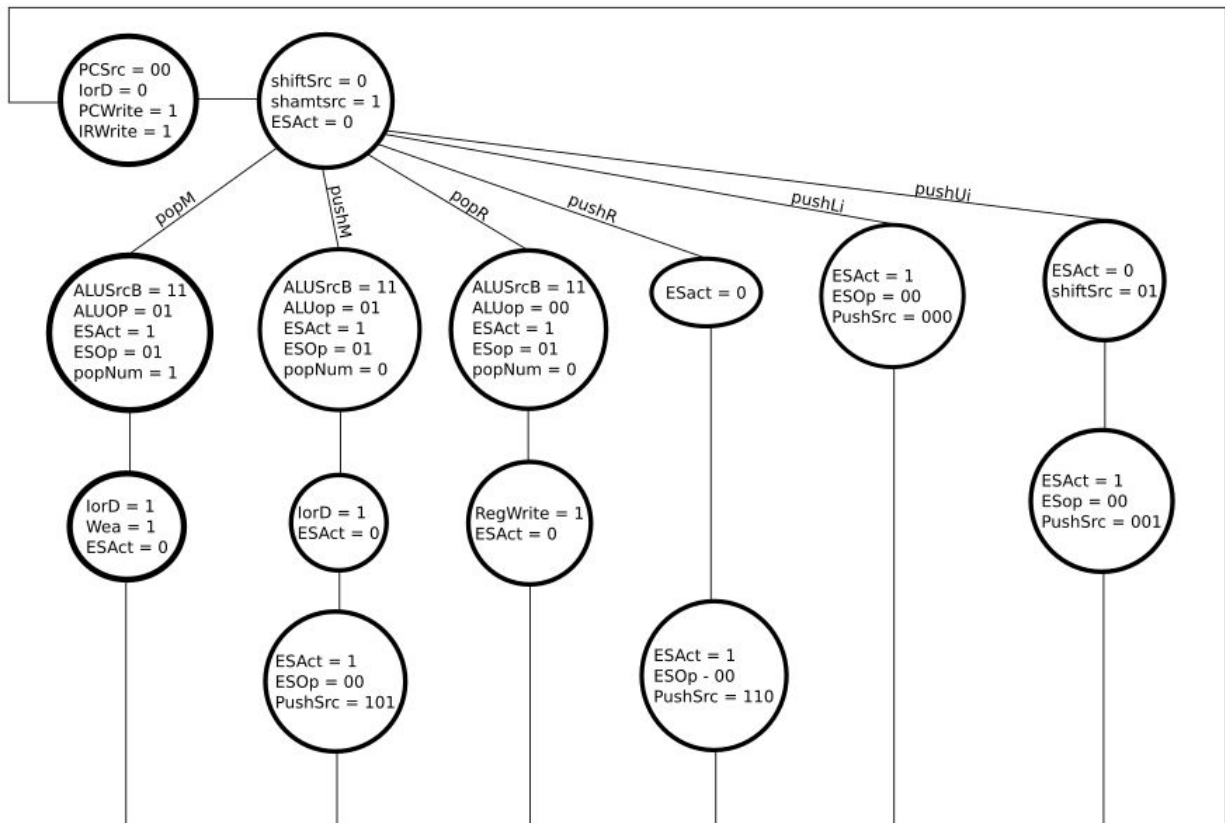 PCSrc = 00
IorD = 0
PCWrite = 1
IRWrite = 1
shiftSrc = 0
shamtsrc = 1
ESAct = 0
popM
pushM
popR
pushR
pushLi
pushUi
ALUSrcB = 11
ALUOP = 01
ESAct = 1
ESOp = 01
popNum = 1
ALUSrcB = 11
ALUop = 01
ESAct = 1
ESOp = 01
popNum = 0
ALUSrcB = 11
ALUop = 00
ESAct = 1
ESop = 01
popNum = 0
ESact = 0
ESAct = 1
ESOp = 00
PushSrc = 000
ESAct = 0
shiftSrc = 01
IorD = 1
Wea = 1
ESAct = 0
IorD = 1
ESAct = 0
RegWrite = 1
ESAct = 0
ESAct = 1
ESop = 00
PushSrc = 001
ESAct = 1
ESOp = 00
PushSrc = 101
ESAct = 1
ESOp - 00
PushSrc = 110